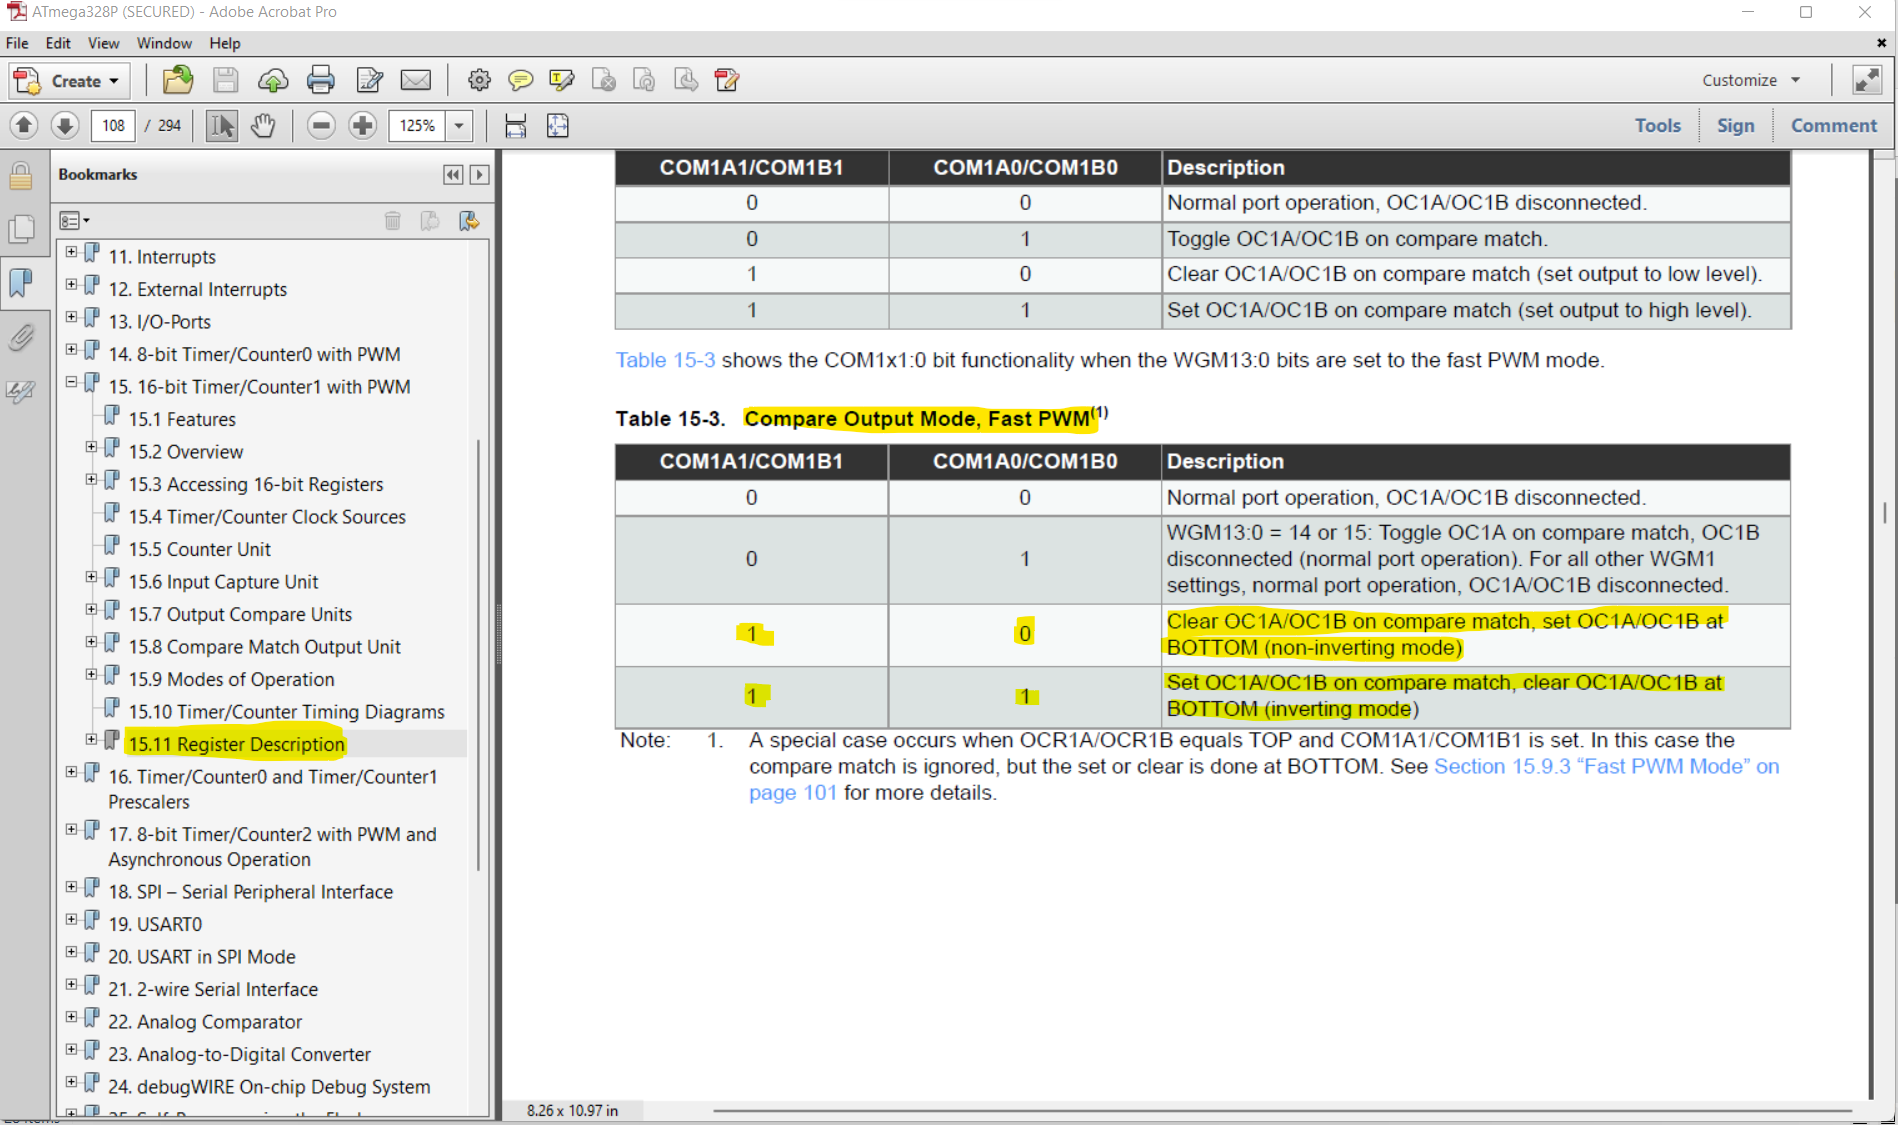 ATmega328P (SECURED) - Adobe Acrobat Pro
File Edit View Window Help
Create Customize
108 / 294 125% Tools Sign Comment
Bookmarks
11. Interrupts
12. External Interrupts
13. I/O-Ports
14. 8-bit Timer/Counter0 with PWM
15. 16-bit Timer/Counter1 with PWM
15.1 Features
15.2 Overview
15.3 Accessing 16-bit Registers
15.4 Timer/Counter Clock Sources
15.5 Counter Unit
15.6 Input Capture Unit
15.7 Output Compare Units
15.8 Compare Match Output Unit
15.9 Modes of Operation
15.10 Timer/Counter Timing Diagrams
15.11 Register Description
16. Timer/Counter0 and Timer/Counter1
Prescalers
17. 8-bit Timer/Counter2 with PWM and
Asynchronous Operation
18. SPI – Serial Peripheral Interface
19. USART0
20. USART in SPI Mode
21. 2-wire Serial Interface
22. Analog Comparator
23. Analog-to-Digital Converter
24. debugWIRE On-chip Debug System
COM1A1/COM1B1 COM1A0/COM1B0 Description
0 0 Normal port operation, OC1A/OC1B disconnected.
0 1 Toggle OC1A/OC1B on compare match.
1 0 Clear OC1A/OC1B on compare match (set output to low level).
1 1 Set OC1A/OC1B on compare match (set output to high level).
Table 15-3 shows the COM1x1:0 bit functionality when the WGM13:0 bits are set to the fast PWM mode.
Table 15-3. Compare Output Mode, Fast PWM(1)
COM1A1/COM1B1 COM1A0/COM1B0 Description
0 0 Normal port operation, OC1A/OC1B disconnected.
0 1 WGM13:0 = 14 or 15: Toggle OC1A on compare match, OC1B
disconnected (normal port operation). For all other WGM1
settings, normal port operation, OC1A/OC1B disconnected.
1 0 Clear OC1A/OC1B on compare match, set OC1A/OC1B at
BOTTOM (non-inverting mode)
1 1 Set OC1A/OC1B on compare match, clear OC1A/OC1B at
BOTTOM (inverting mode)
Note: 1. A special case occurs when OCR1A/OCR1B equals TOP and COM1A1/COM1B1 is set. In this case the
compare match is ignored, but the set or clear is done at BOTTOM. See Section 15.9.3 “Fast PWM Mode” on
page 101 for more details.
8.26 x 10.97 in